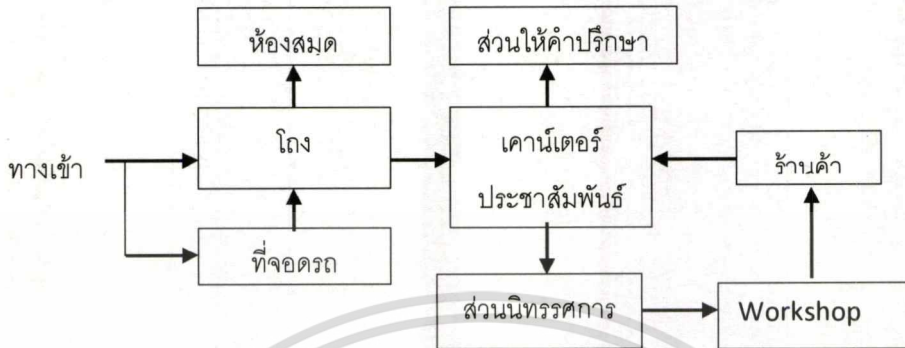 ห้องสมุด
ส่วนให้คำปรึกษา
ทางเข้า
โถง
เคาน์เตอร์
ประชาสัมพันธ์
ร้านค้า
ที่จอดรถ
ส่วนนิทรรศการ
Workshop